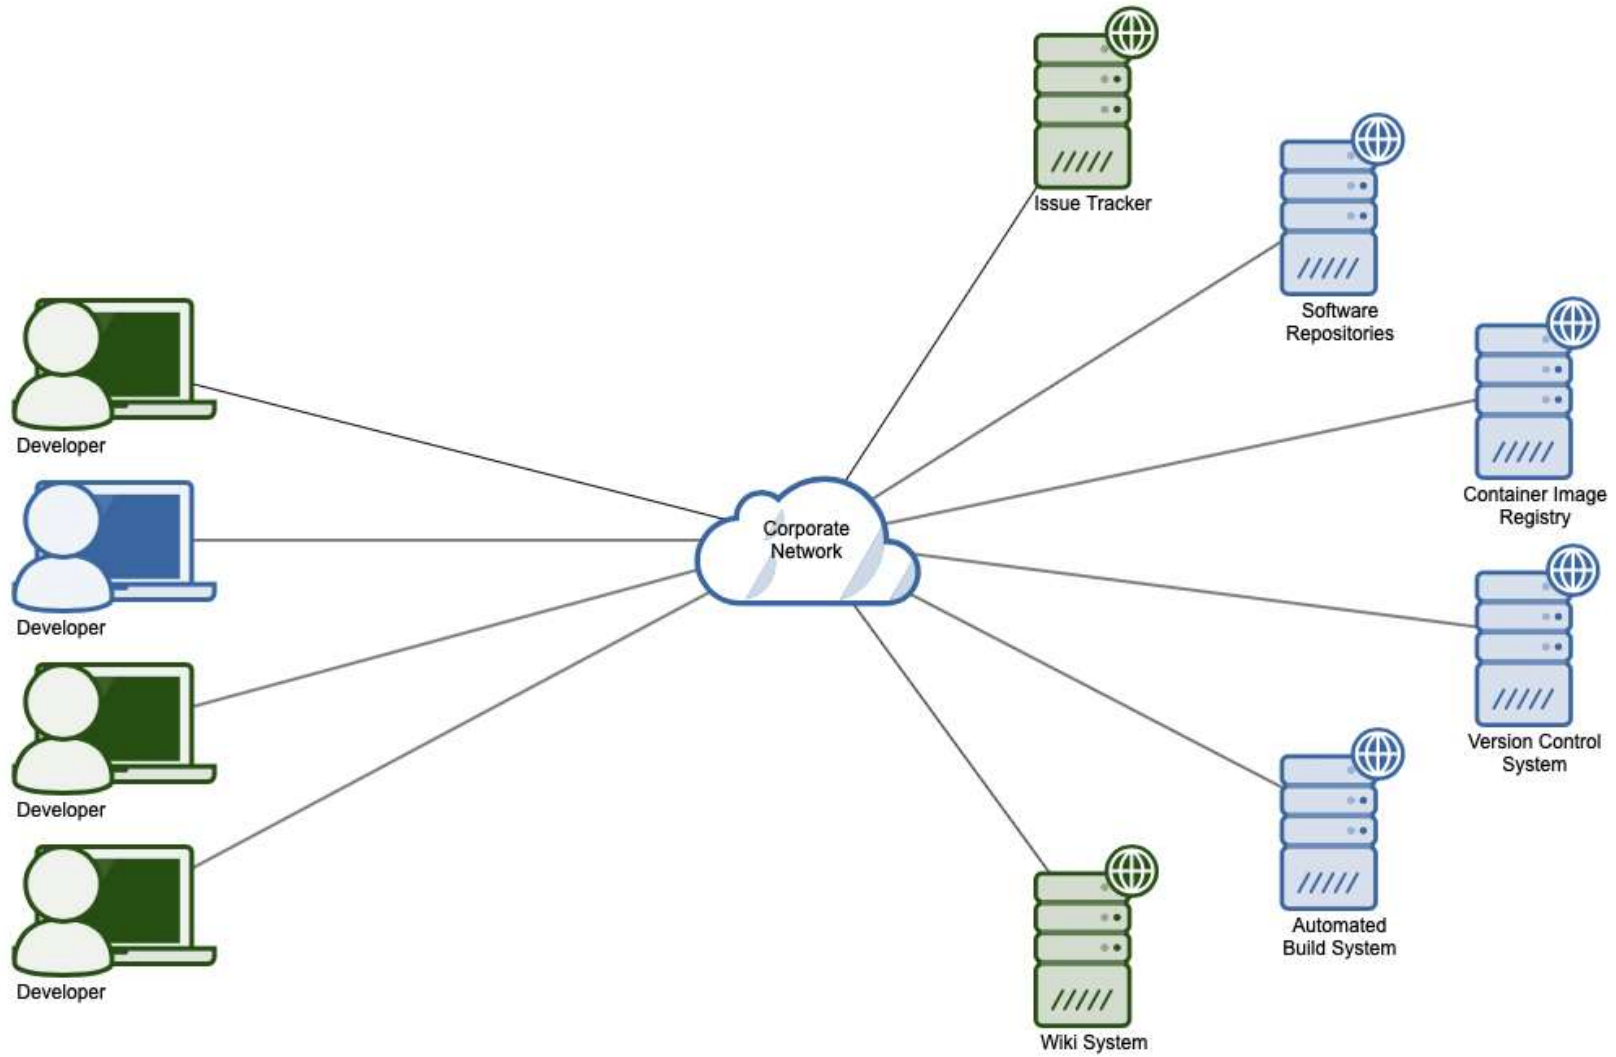 Issue Tracker
Software
Repositories
Container Image
Registry
Developer
Corporate
Network
Developer
Version Control
System
Developer
Automated
Build System
Developer
Wiki System